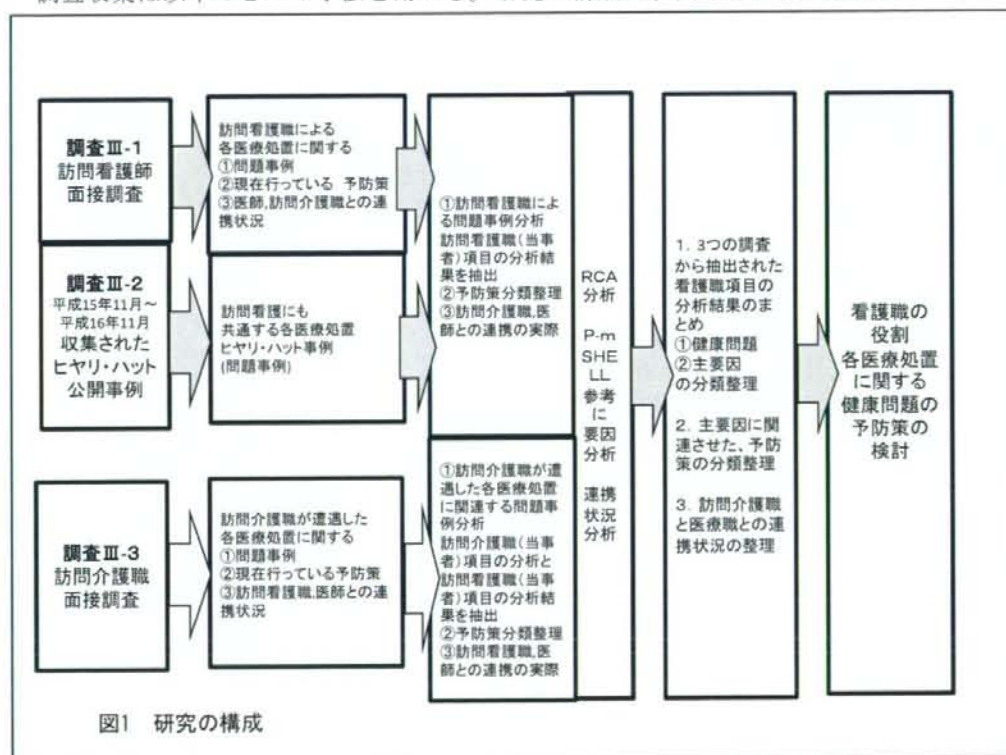 調査Ⅲ-1
訪問看護師
面接調査
調査Ⅲ-2
平成15年11月～
平成16年11月
収集された
ヒヤリ・ハット
公開事例
調査Ⅲ-3
訪問介護職
面接調査
訪問看護職による
各医療処置に関する
①問題事例
②現在行っている 予防策
③医師,訪問介護職との連
携状況
訪問看護にも
共通する各医療処置
ヒヤリ・ハット事例
(問題事例)
訪問介護職が遭遇した
各医療処置に関する
①問題事例
②現在行っている予防策
③訪問看護職,医師との連
携状況
①訪問看護職によ
る問題事例分析
訪問看護職(当事
者)項目の分析結
果を抽出
②予防策分類整理
③訪問介護職,医
師との連携の実際
①訪問介護職が遭
遇した各医療処置
に関連する問題事
例分析
訪問介護職(当事
者)項目の分析と
訪問看護職(当事
者)項目の分析結
果を抽出
②予防策分類整理
③訪問看護職,医
師との連携の実際
RCA
分析
P-m
SHE
LL
参考
に
要因
分析
連携
状況
分析
1. 3つの調査
から抽出された
看護職項目の
分析結果のま
とめ
①健康問題
②主要因
の分類整理
2. 主要因に関
連させた、予防
策の分類整理
3. 訪問介護職
と医療職との連
携状況の整理
看護職の
役割
各医療処置
に関する
健康問題の
予防策の
検討
図1 研究の構成